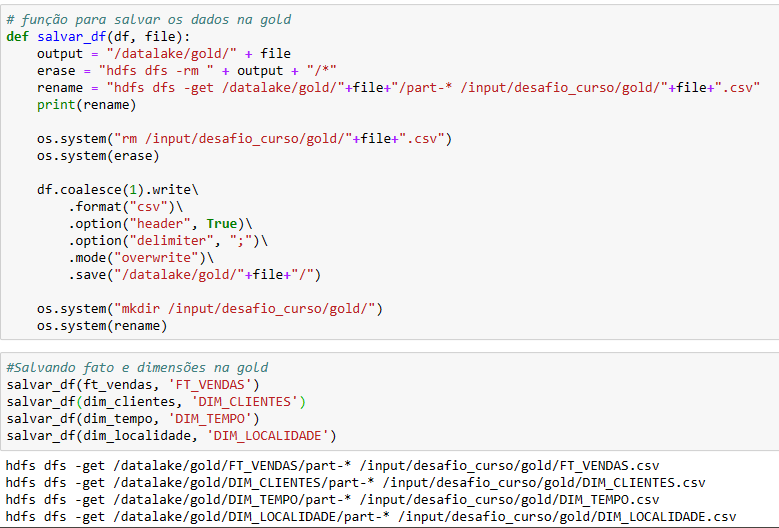 # função para salvar os dados na gold
def salvar_df(df, file):
    output = "/datalake/gold/" + file
    erase = "hdfs dfs -rm " + output + "/*"
    rename = "hdfs dfs -get /datalake/gold/"+file+"/part-* /input/desafio_curso/gold/"+file+".csv"
    print(rename)

    os.system("rm /input/desafio_curso/gold/"+file+".csv")
    os.system(erase)

    df.coalesce(1).write\
        .format("csv")\
        .option("header", True)\
        .option("delimiter", ";")\
        .mode("overwrite")\
        .save("/datalake/gold/"+file+"/")

    os.system("mkdir /input/desafio_curso/gold/")
    os.system(rename)

#Salvando fato e dimensões na gold
salvar_df(ft_vendas, 'FT_VENDAS')
salvar_df(dim_clientes, 'DIM_CLIENTES')
salvar_df(dim_tempo, 'DIM_TEMPO')
salvar_df(dim_localidade, 'DIM_LOCALIDADE')

hdfs dfs -get /datalake/gold/FT_VENDAS/part-* /input/desafio_curso/gold/FT_VENDAS.csv
hdfs dfs -get /datalake/gold/DIM_CLIENTES/part-* /input/desafio_curso/gold/DIM_CLIENTES.csv
hdfs dfs -get /datalake/gold/DIM_TEMPO/part-* /input/desafio_curso/gold/DIM_TEMPO.csv
hdfs dfs -get /datalake/gold/DIM_LOCALIDADE/part-* /input/desafio_curso/gold/DIM_LOCALIDADE.csv